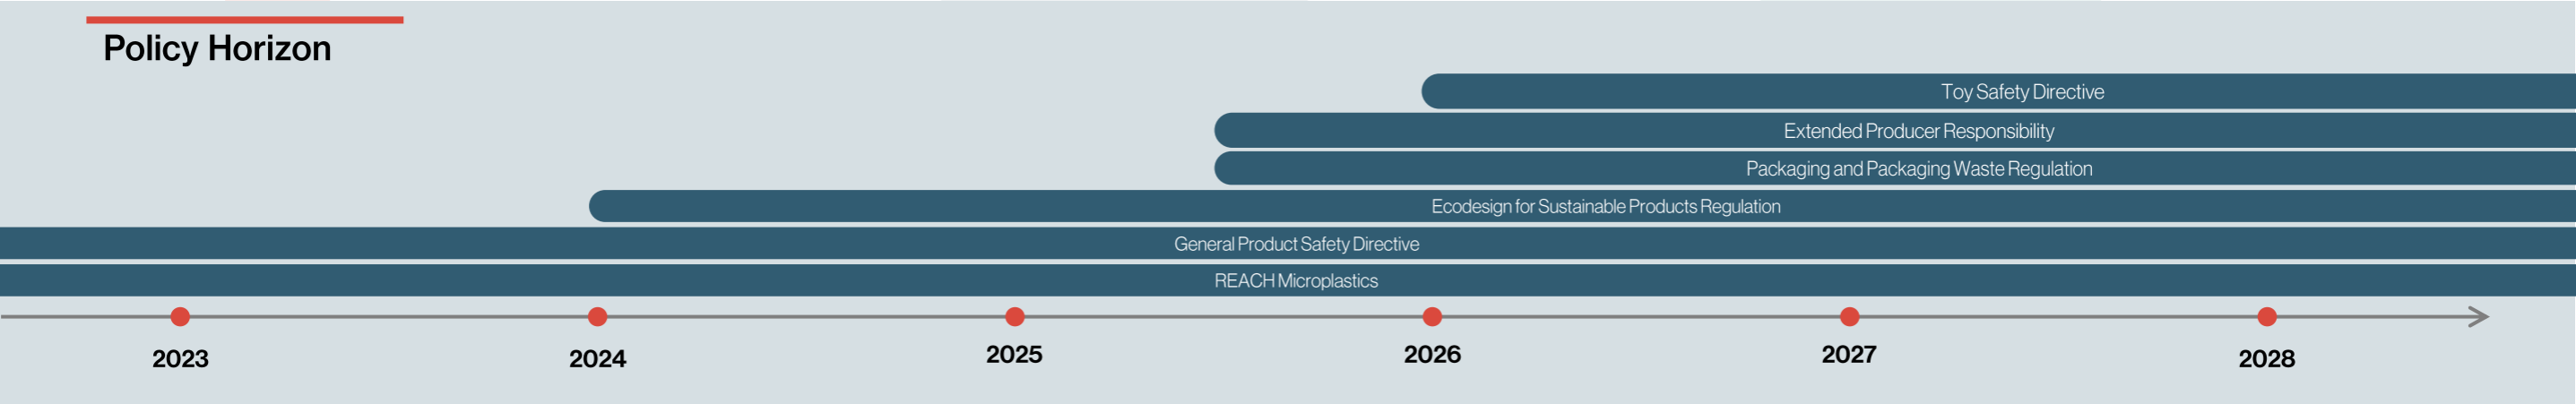 Policy Horizon
Toy Safety Directive
Extended Producer Responsibility
Packaging and Packaging Waste Regulation
Ecodesign for Sustainable Products Regulation
General Product Safety Directive
REACH Microplastics
2023
2024
2025
2026
2027
2028